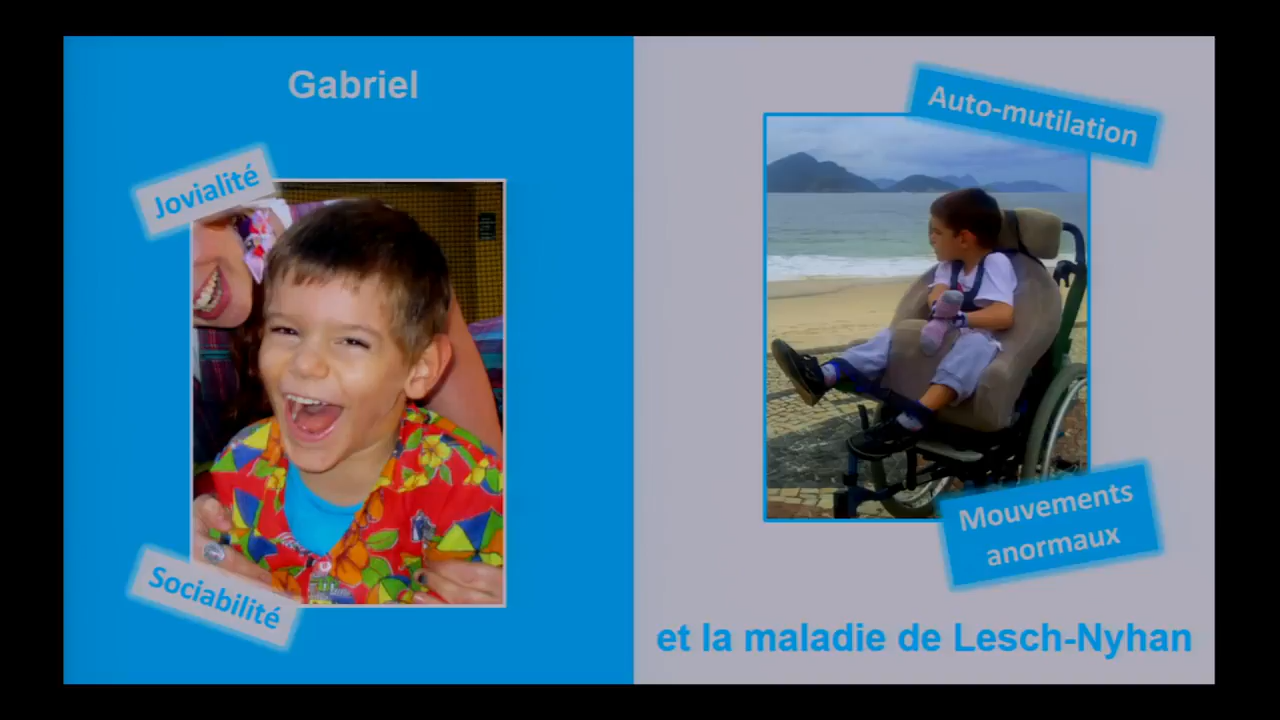 Gabriel
Jovialité
Sociabilité
Auto-mutilation
Mouvements
anormaux
et la maladie de Lesch-Nyhan